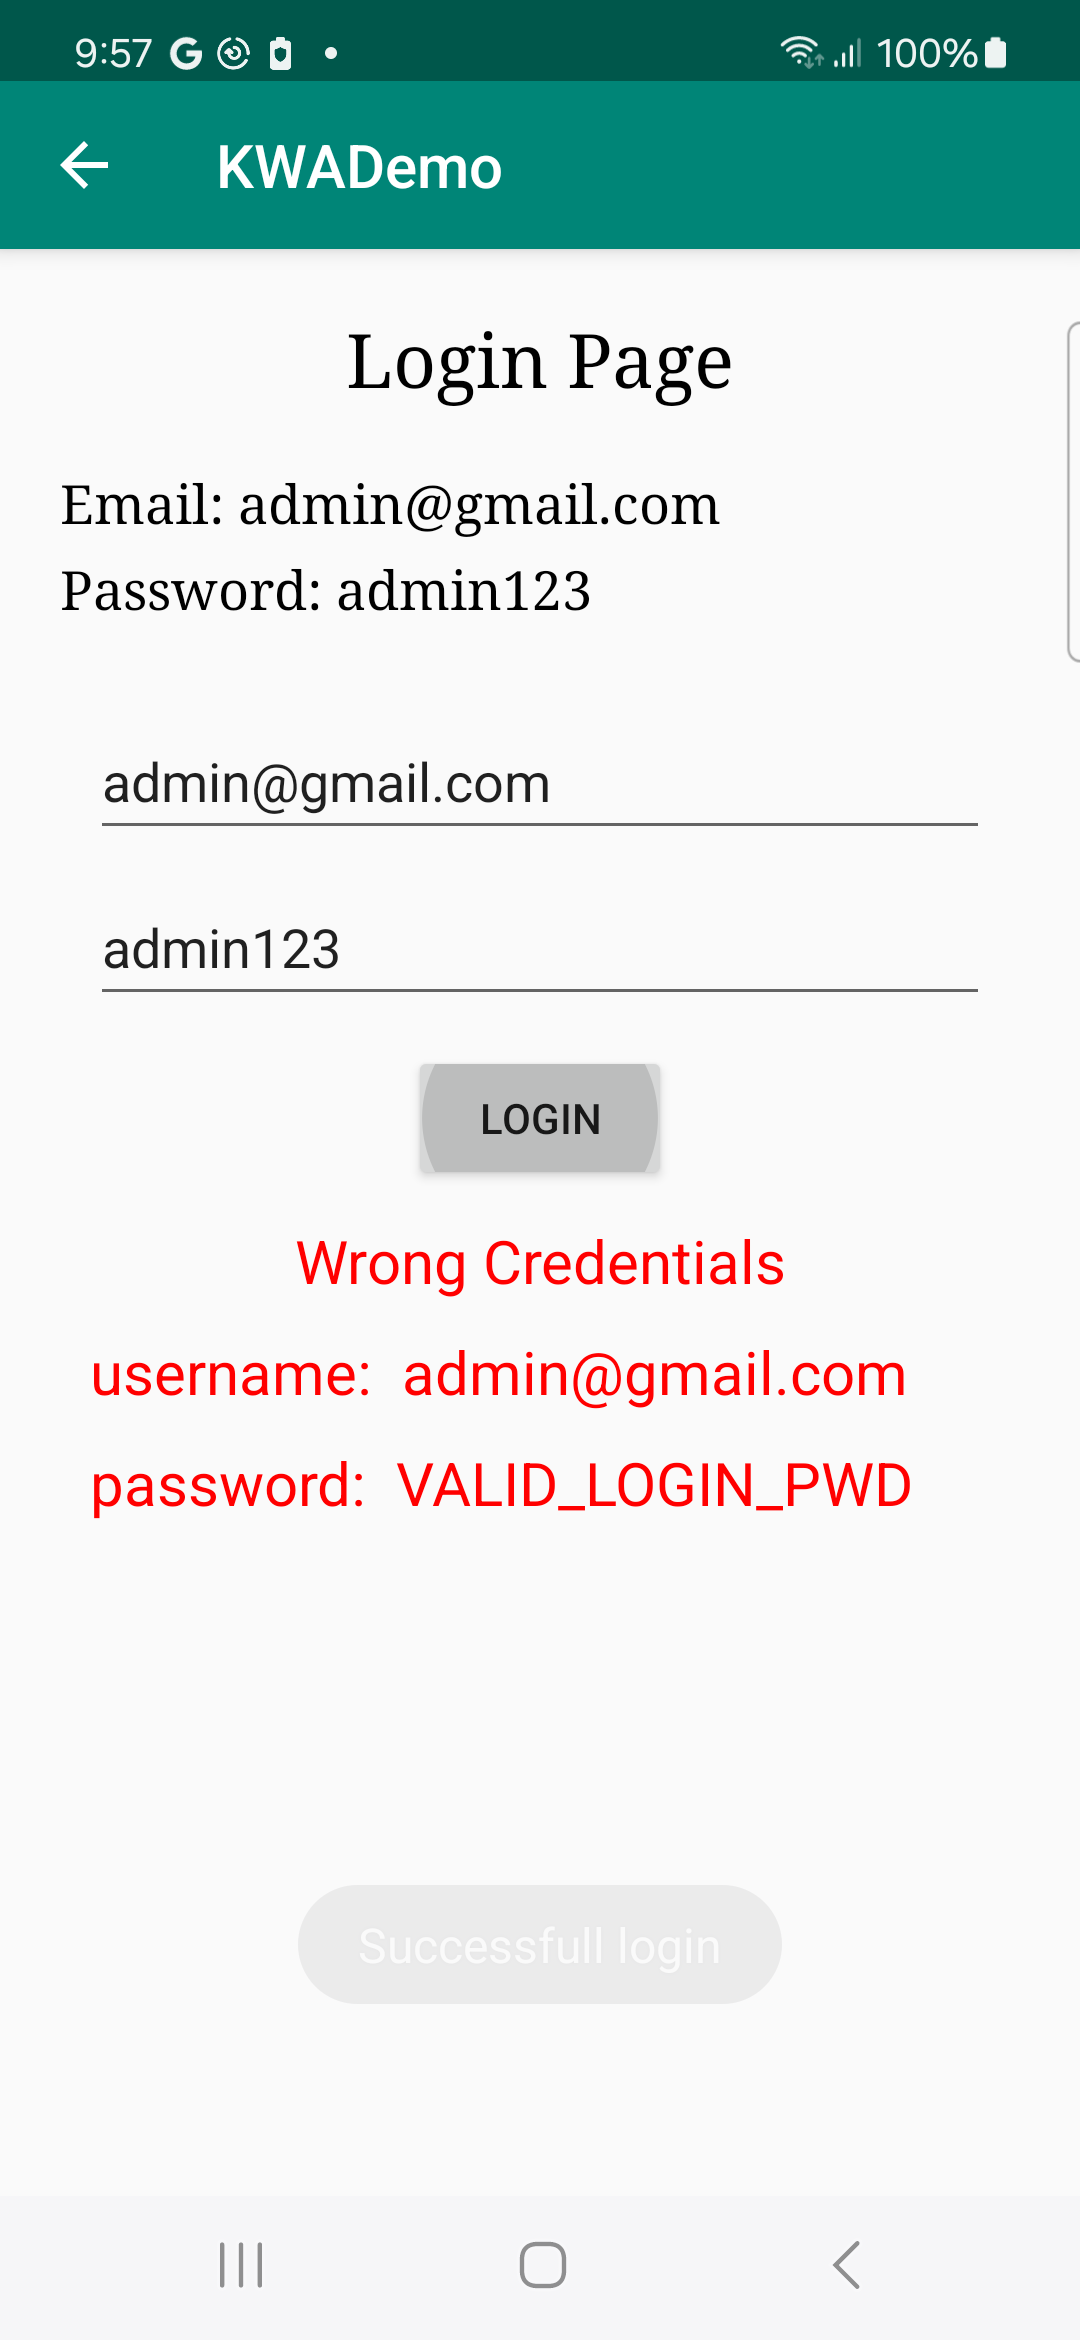 9:57 100%
KWADemo
Login Page
Email: admin@gmail.com
Password: admin123
admin@gmail.com
admin123
LOGIN
Wrong Credentials
username: admin@gmail.com
password: VALID_LOGIN_PWD
Successfull login